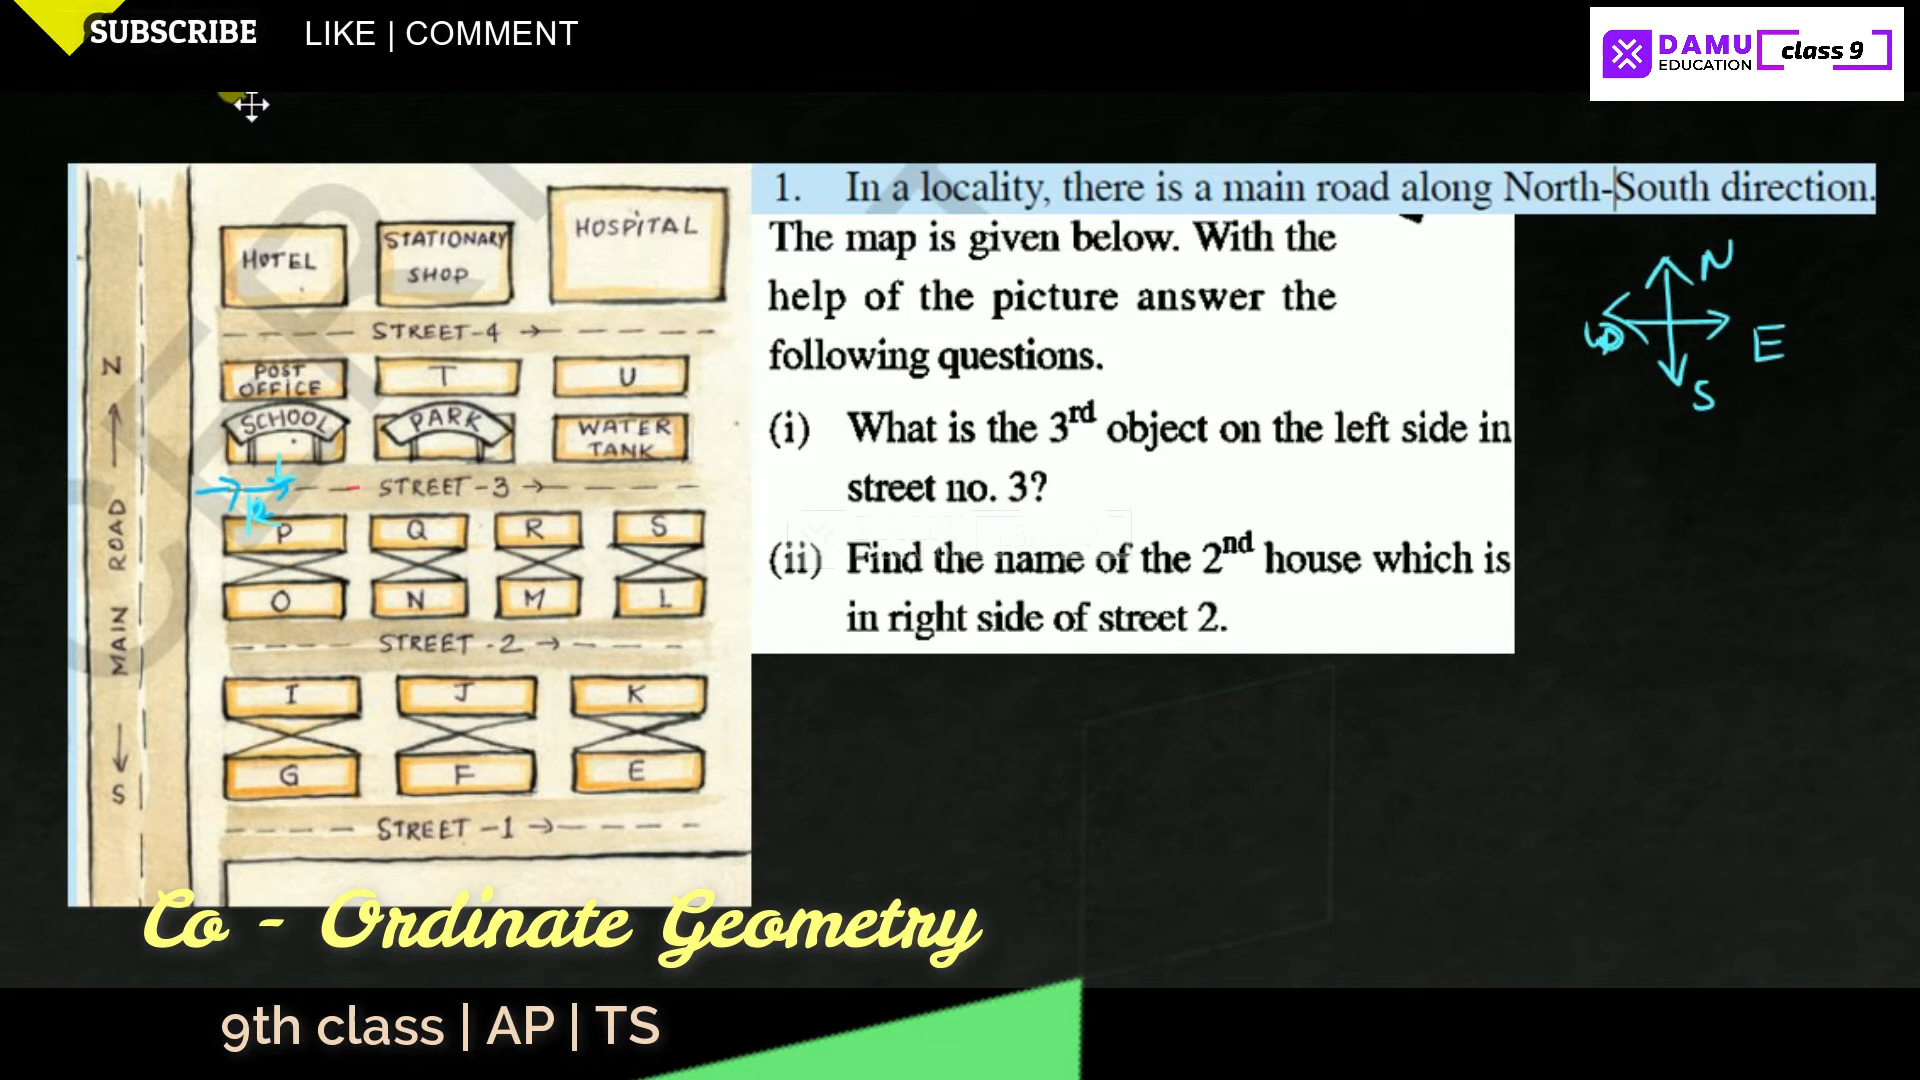 SUBSCRIBE LIKE | COMMENT
DAMU EDUCATION class 9
1. In a locality, there is a main road along North-South direction.
The map is given below. With the
help of the picture answer the
following questions.
(i) What is the 3rd object on the left side in
street no. 3?
(ii) Find the name of the 2nd house which is
in right side of street 2.
N
W E
S
HOTEL STATIONARY SHOP HOSPITAL
STREET-4
POST OFFICE T U
SCHOOL PARK WATER TANK
STREET-3
P Q R S
O N M L
STREET-2
I J K
G F E
STREET-1
N
MAIN ROAD
S
Co - Ordinate Geometry
9th class | AP | TS